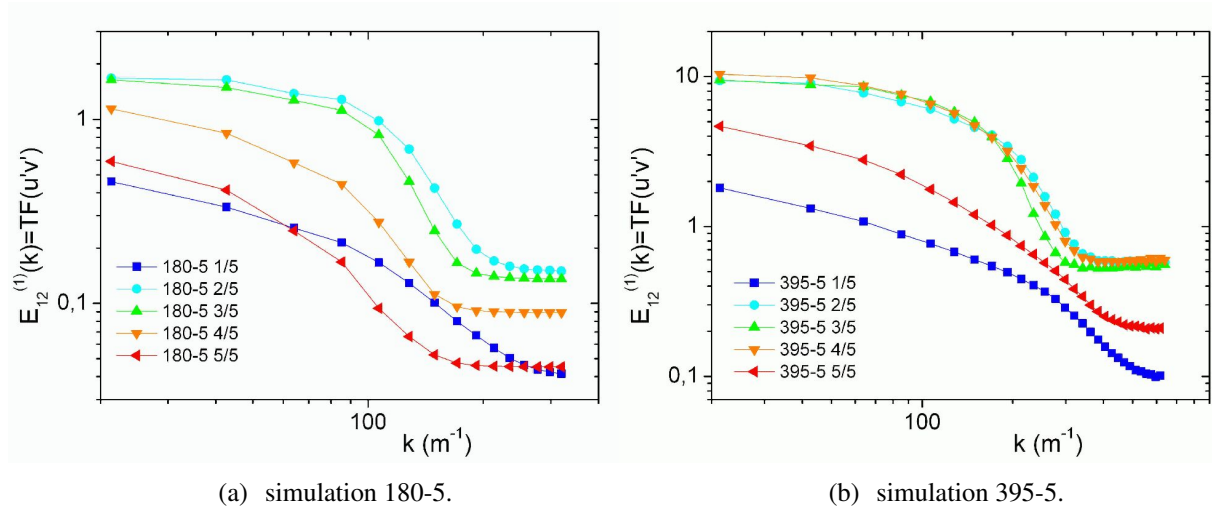 1
0,1
E₁₂⁽¹⁾(k)=TF(u'v')
180-5 1/5
180-5 2/5
180-5 3/5
180-5 4/5
180-5 5/5
100
k (m⁻¹)
(a) simulation 180-5.
10
1
0,1
E₁₂⁽¹⁾(k)=TF(u'v')
395-5 1/5
395-5 2/5
395-5 3/5
395-5 4/5
395-5 5/5
100
k (m⁻¹)
(b) simulation 395-5.